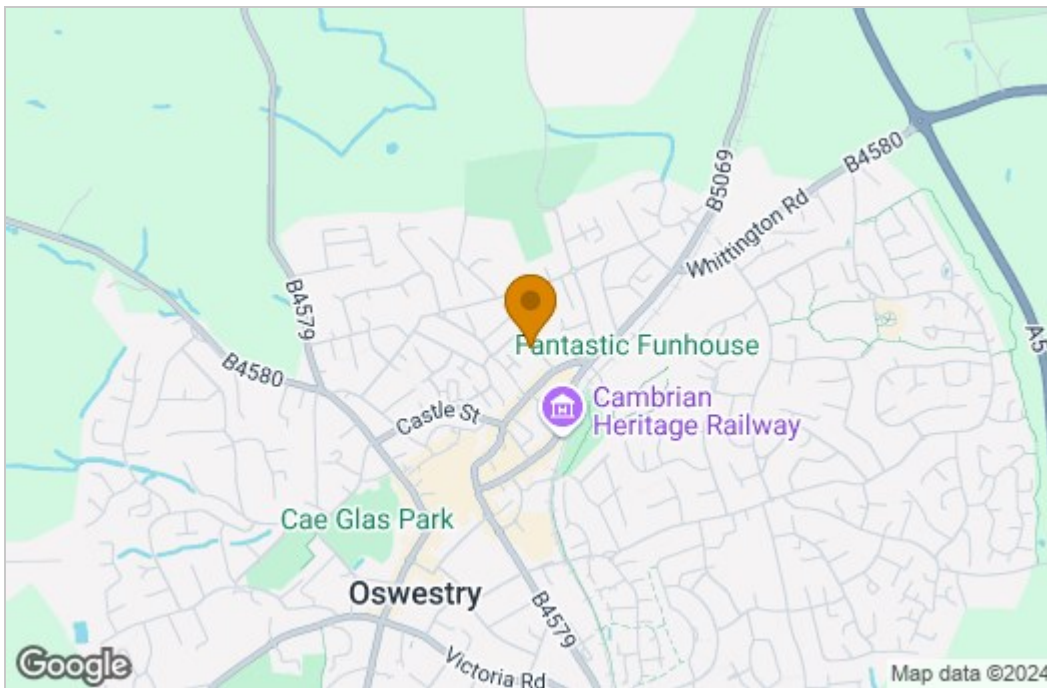 B5069
B4580
Whittington Rd
B4579
B4580
Fantastic Funhouse
A5
Castle St
Cambrian
Heritage Railway
Cae Glas Park
Oswestry
B4579
Victoria Rd
Google
Map data ©2024